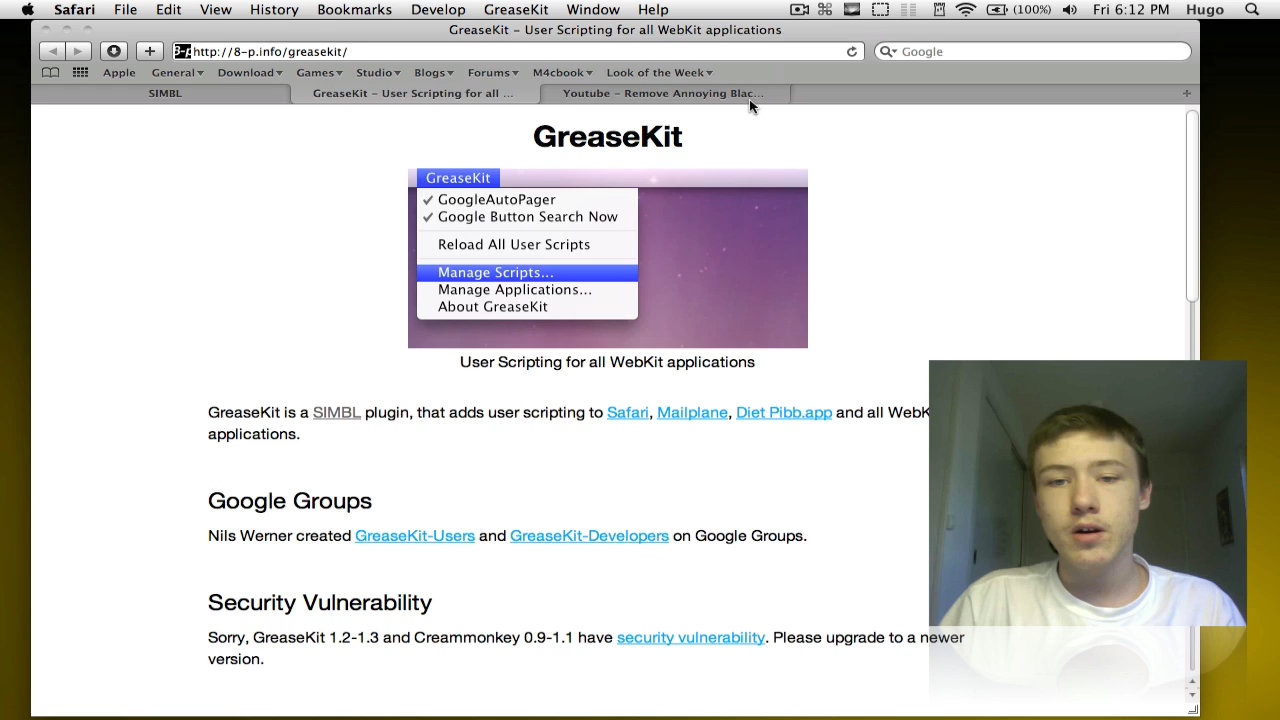 Safari File Edit View History Bookmarks Develop GreaseKit Window Help (100%) Fri 6:12 PM Hugo
GreaseKit – User Scripting for all WebKit applications
8-p http://8-p.info/greasekit/ Google
Apple General Download Games Studio Blogs Forums M4cbook Look of the Week
SIMBL GreaseKit – User Scripting for all ... Youtube – Remove Annoying Blac...
GreaseKit
GreaseKit
GoogleAutoPager
Google Button Search Now
Reload All User Scripts
Manage Scripts...
Manage Applications...
About GreaseKit
User Scripting for all WebKit applications
GreaseKit is a SIMBL plugin, that adds user scripting to Safari, Mailplane, Diet Pibb.app and all
applications.
Google Groups
Nils Werner created GreaseKit-Users and GreaseKit-Developers on Google Groups.
Security Vulnerability
Sorry, GreaseKit 1.2-1.3 and Creammonkey 0.9-1.1 have security vulnerability. Please upgrade to a newer
version.